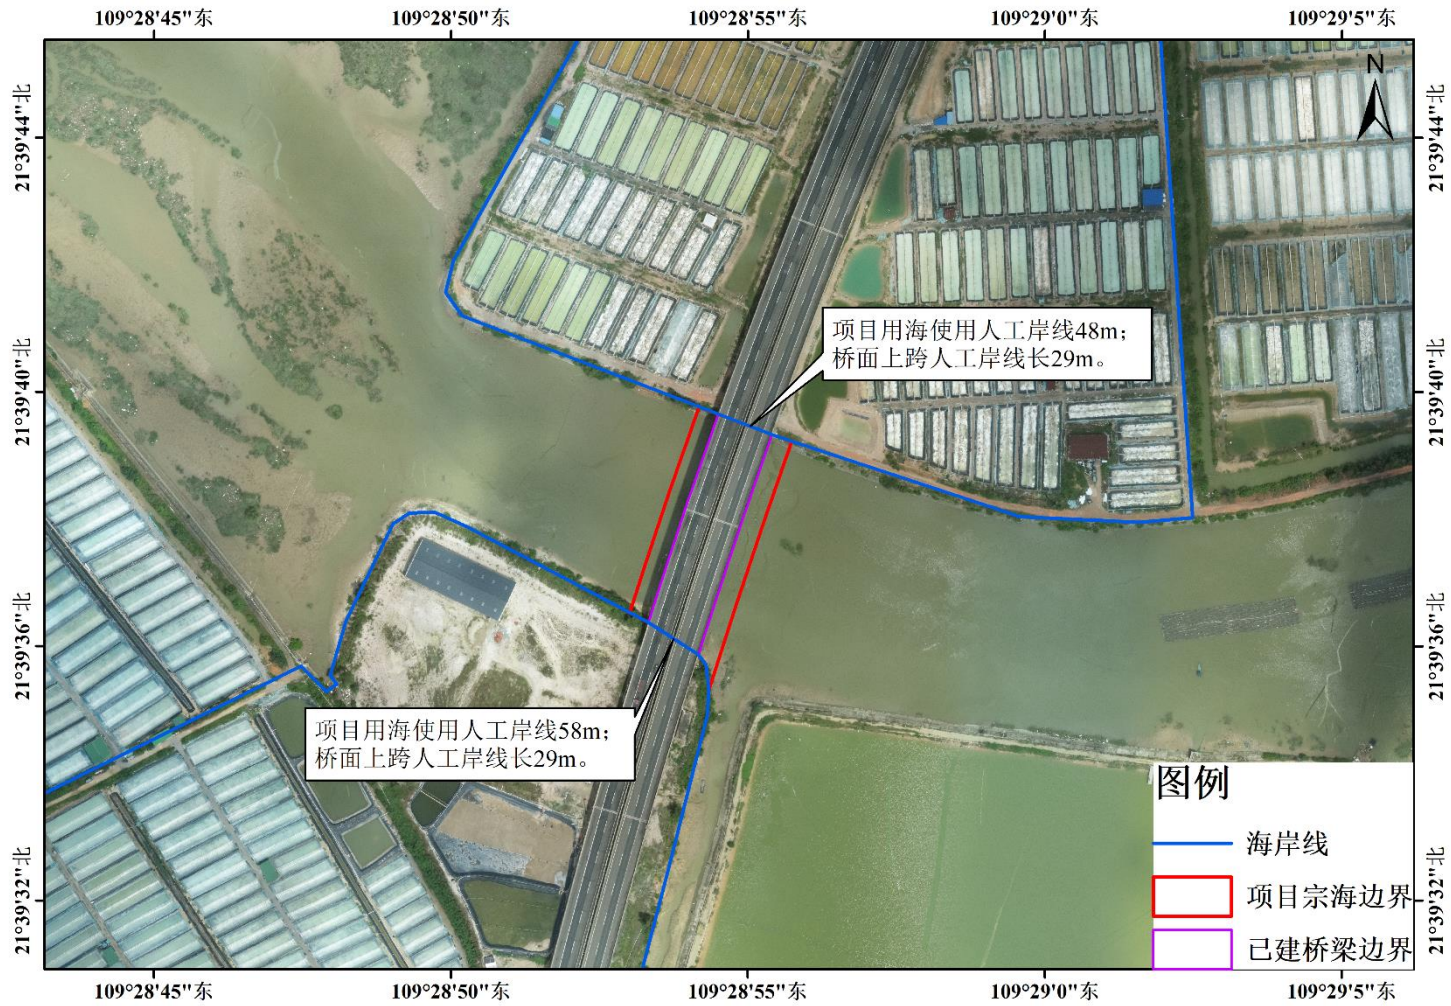 109°28'45"东
109°28'50"东
109°28'55"东
109°29'0"东
109°29'5"东
N
21°39'44"北
21°39'44"北
项目用海使用人工岸线48m；
桥面上跨人工岸线长29m。
21°39'40"北
21°39'40"北
21°39'36"北
21°39'36"北
项目用海使用人工岸线58m；
桥面上跨人工岸线长29m。
图例
海岸线
项目宗海边界
已建桥梁边界
21°39'32"北
21°39'32"北
109°28'45"东
109°28'50"东
109°28'55"东
109°29'0"东
109°29'5"东